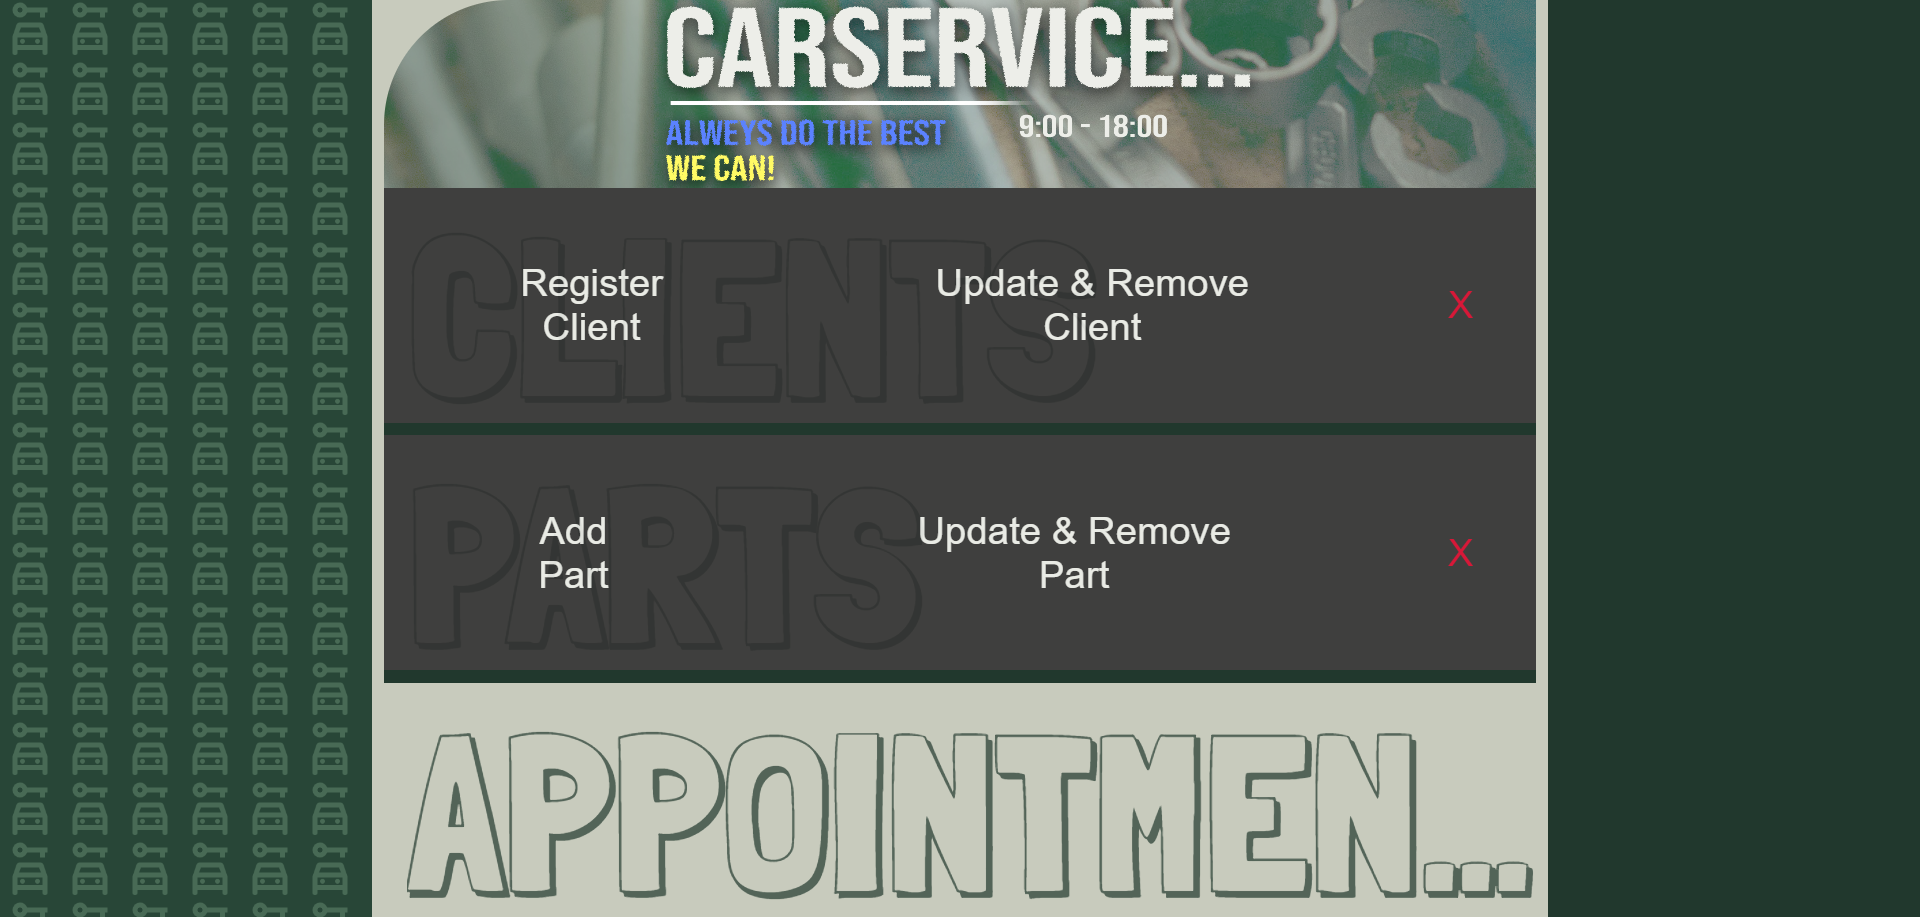 CARSERVICE...
ALWEYS DO THE BEST
WE CAN!
9:00 - 18:00
CLIENTS
Register
Client
Update & Remove
Client
X
PARTS
Add
Part
Update & Remove
Part
X
APPOINTMEN...